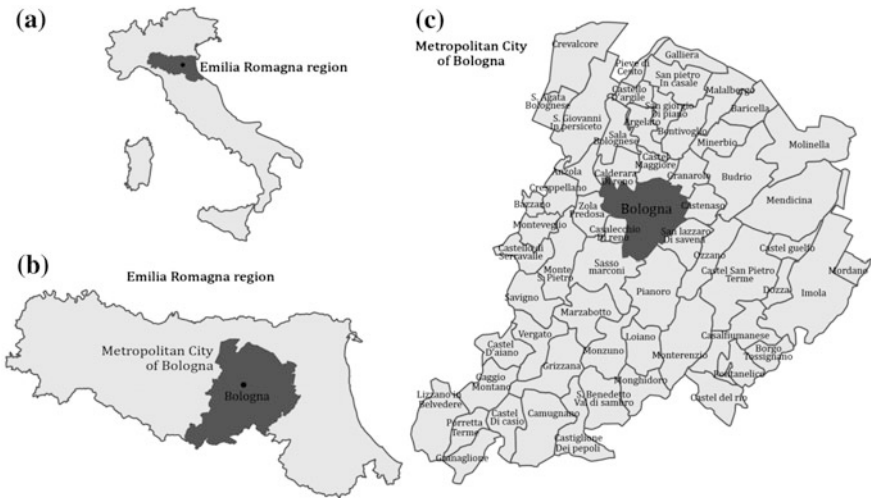 (a)
Emilia Romagna region
(b)
Emilia Romagna region
Metropolitan City
of Bologna
Bologna
(c)
Metropolitan City
of Bologna
Crevalcore
Galliera
Pieve di
Cento
San pietro
In casale
Malalbergo
Castello
D'argile
S. Agata
Bolognese
San giorgio
Di piano
Baricella
S. Giovanni
In persiceto
Argelato
Bentivoglio
Sala
Bolognese
Minerbio
Molinella
Castel
Maggiore
Anzola
Calderara
Di reno
Granarolo
Budrio
Crespellano
Bazzano
Zola
Predosa
Bologna
Castenaso
Mendicina
Monteveglio
Casalecchio
Di reno
San lazzaro
Di savena
Castello di
Serravalle
Ozzano
Castel guello
Monte
S. Pietro
Sasso
marconi
Castel San Pietro
Terme
Mordano
Savigno
Pianoro
Dozza
Imola
Marzabotto
Vergato
Loiano
Casalfiumanese
Castel
D'aiano
Monzuno
Monterenzio
Borgo
Tossignano
Grizzana
Fontanelice
Gaggio
Montano
Monghidoro
Lizzano in
Belvedere
S. Benedetto
Val di sambro
Castel del rio
Castel
Di casio
Camugnano
Porretta
Terme
Castiglione
Dei pepoli
Granaglione